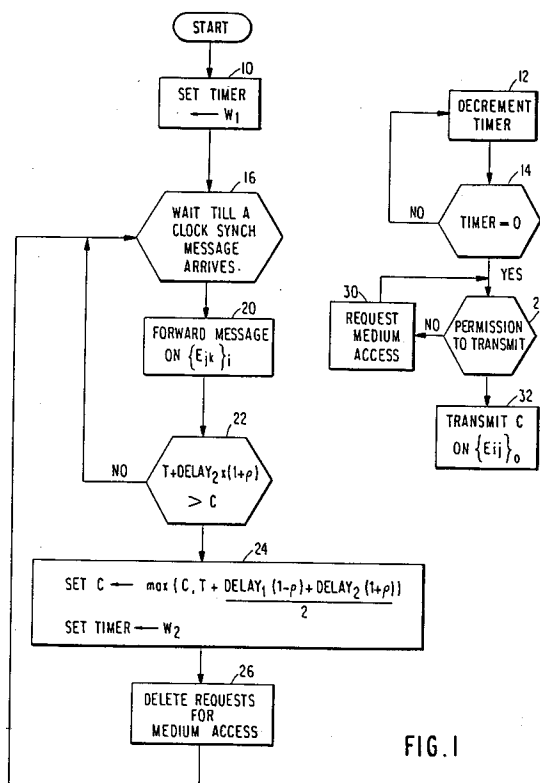 START
10
SET TIMER
← W₁
16
WAIT TILL A
CLOCK SYNCH
MESSAGE
ARRIVES.
20
FORWARD MESSAGE
ON {Ejk}i
22
NO
T+DELAY₂x(1+ρ)
> C
24
SET C ← max (C, T + DELAY₁ (1-ρ) + DELAY₂ (1+ρ))
2
SET TIMER ← W₂
26
DELETE REQUESTS
FOR
MEDIUM ACCESS
12
DECREMENT
TIMER
14
NO
TIMER = 0
YES
30
REQUEST
MEDIUM
ACCESS
2
NO
PERMISSION
TO TRANSMIT
32
TRANSMIT C
ON {Eij}o
FIG.1